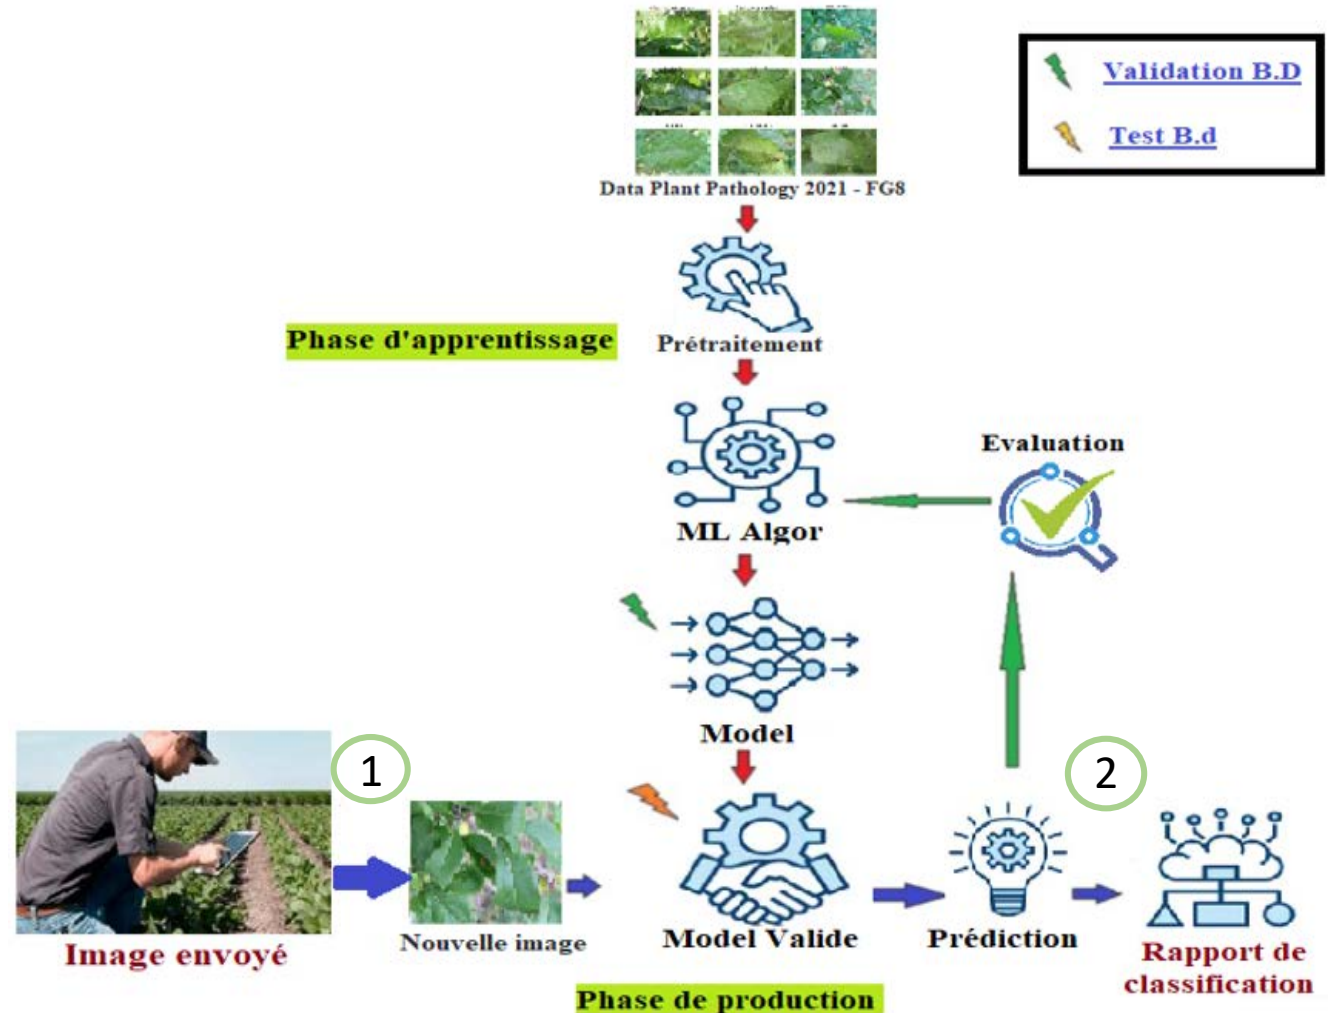 Validation B.D
Test B.d
Data Plant Pathology 2021 - FG8
Phase d'apprentissage
Prétraitement
Evaluation
ML Algor
Model
1
2
Nouvelle image
Model Valide
Prédiction
Image envoyé
Rapport de
classification
Phase de production